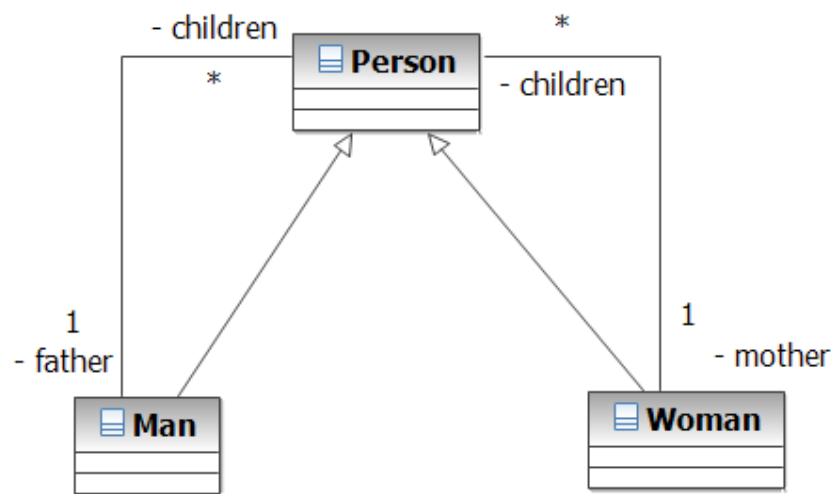 - children
*
Person
*
- children
1
- father
1
- mother
Man
Woman